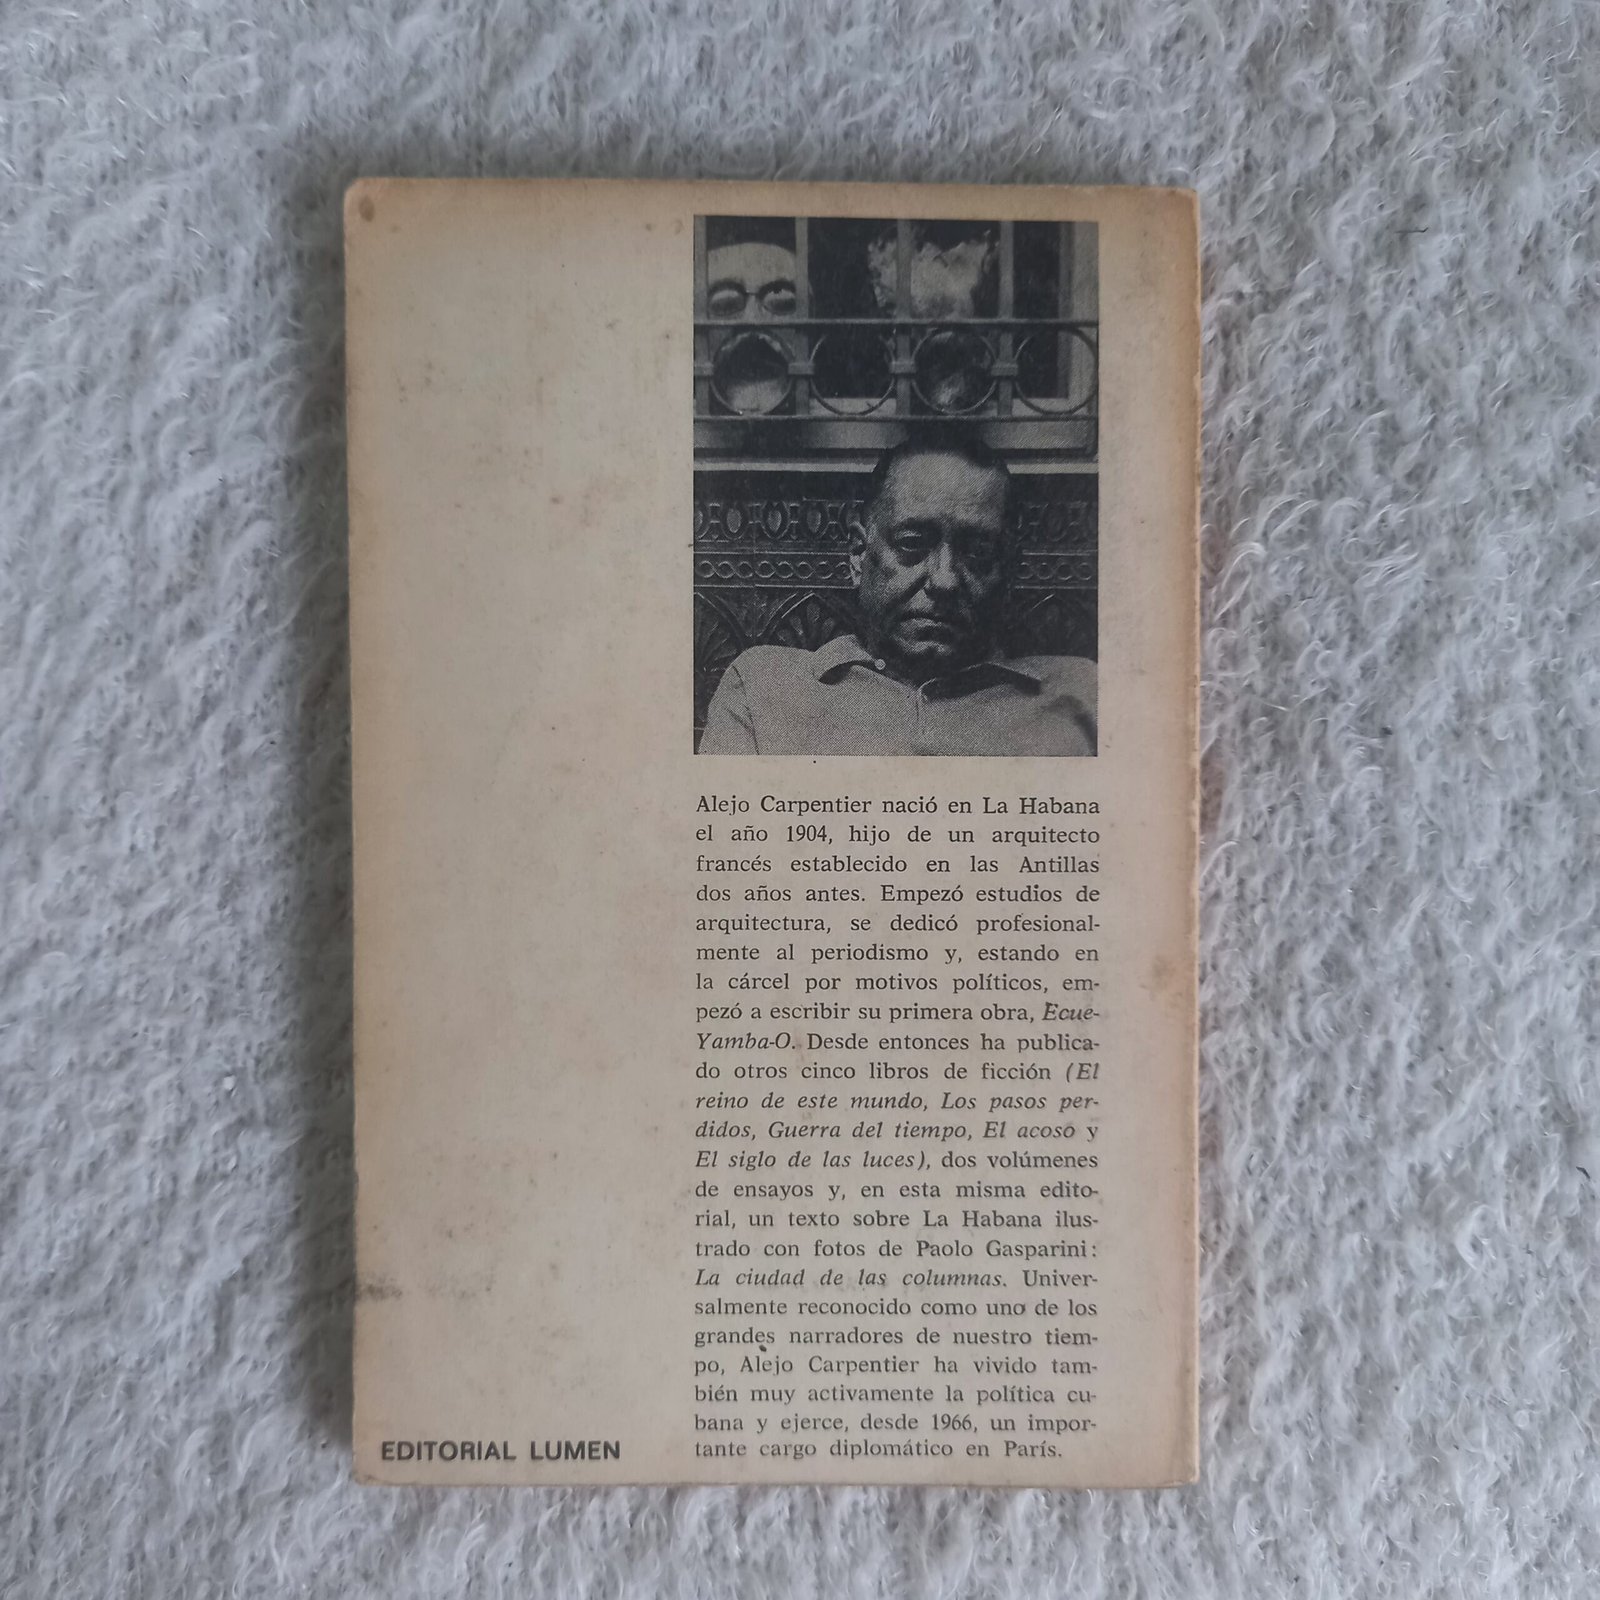 Alejo Carpentier nació en La Habana
el año 1904, hijo de un arquitecto
francés establecido en las Antillas
dos años antes. Empezó estudios de
arquitectura, se dedicó profesional-
mente al periodismo y, estando en
la cárcel por motivos políticos, em-
pezó a escribir su primera obra, Ecue-
Yamba-O. Desde entonces ha publica-
do otros cinco libros de ficción (El
reino de este mundo, Los pasos per-
didos, Guerra del tiempo, El acoso y
El siglo de las luces), dos volúmenes
de ensayos y, en esta misma edito-
rial, un texto sobre La Habana ilus-
trado con fotos de Paolo Gasparini:
La ciudad de las columnas. Univer-
salmente reconocido como uno de los
grandes narradores de nuestro tiem-
po, Alejo Carpentier ha vivido tam-
bién muy activamente la política cu-
bana y ejerce, desde 1966, un impor-
tante cargo diplomático en París.
EDITORIAL LUMEN